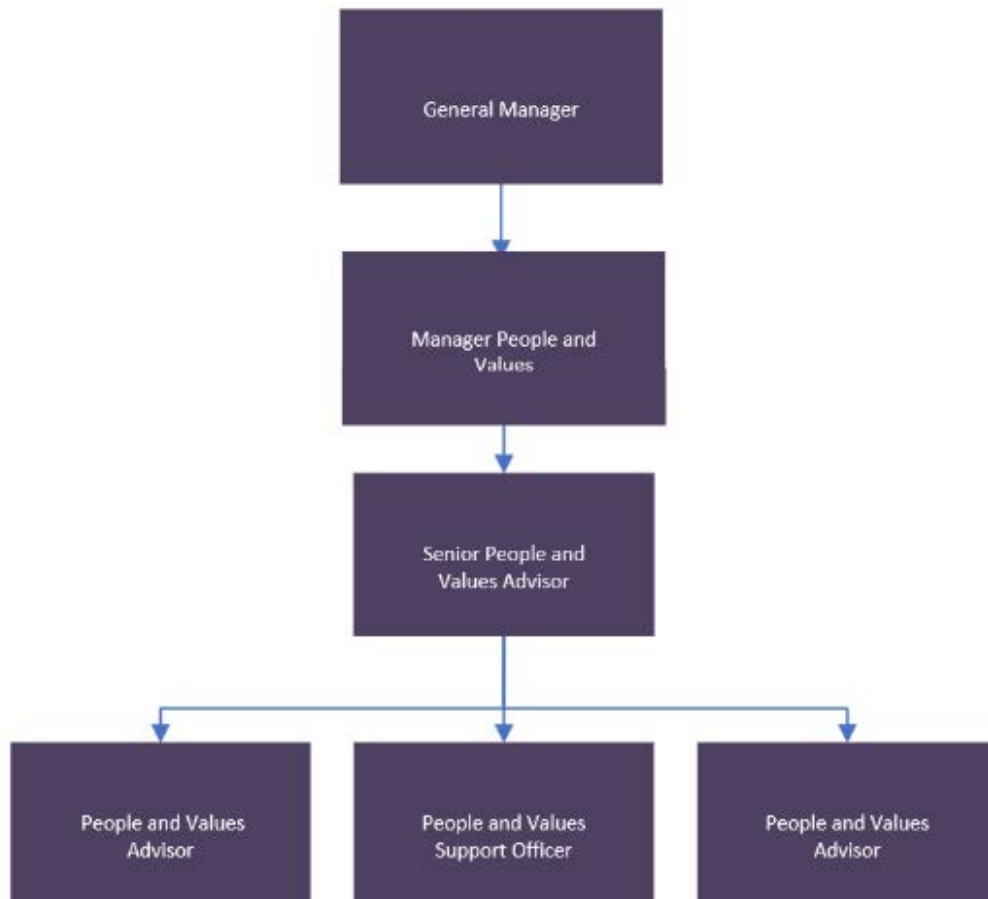 General Manager
Manager People and
Values
Senior People and
Values Advisor
People and Values
Advisor
People and Values
Support Officer
People and Values
Advisor